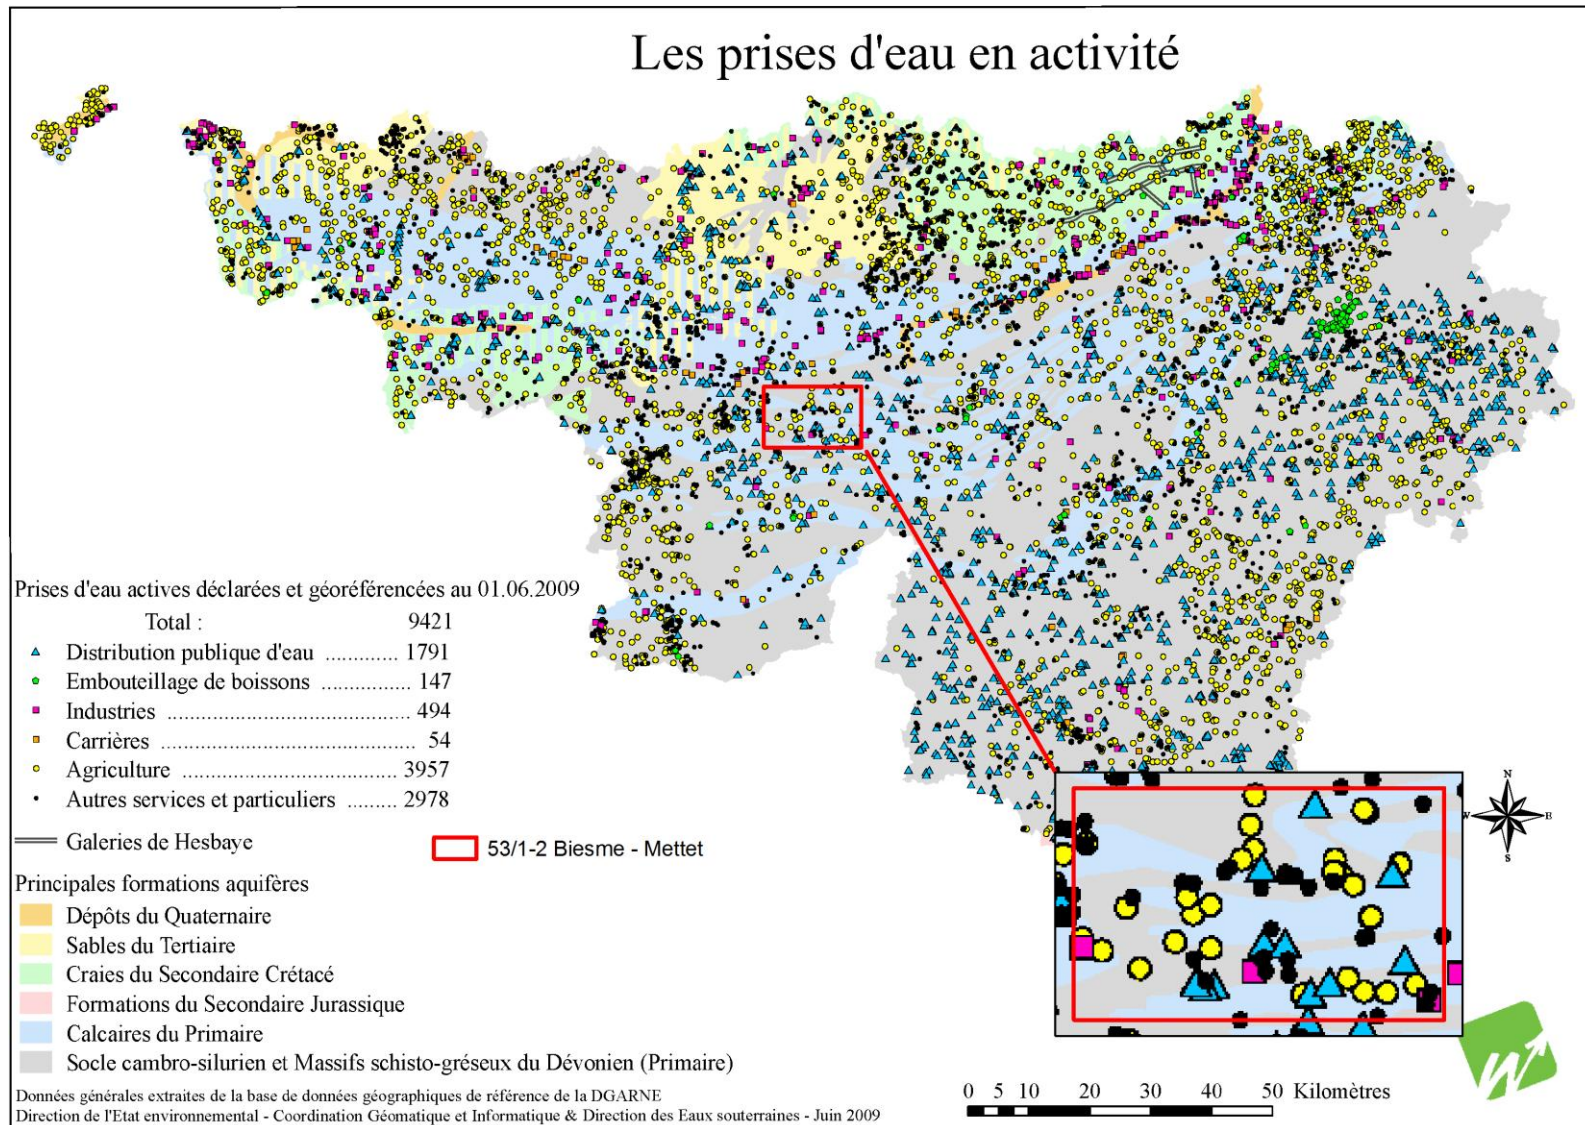 Les prises d'eau en activité
Prises d'eau actives déclarées et géoréférencées au 01.06.2009
Total : 9421
Distribution publique d'eau ............. 1791
Embouteillage de boissons ................ 147
Industries ........................................... 494
Carrières ............................................... 54
Agriculture ...................................... 3957
Autres services et particuliers ......... 2978
Galeries de Hesbaye
53/1-2 Biesme - Mettet
Principales formations aquifères
Dépôts du Quaternaire
Sables du Tertiaire
Craies du Secondaire Crétacé
Formations du Secondaire Jurassique
Calcaires du Primaire
Socle cambro-silurien et Massifs schisto-gréseux du Dévonien (Primaire)
N
W E
S
0 5 10 20 30 40 50 Kilomètres
Données générales extraites de la base de données géographiques de référence de la DGARNE
Direction de l'Etat environnemental - Coordination Géomatique et Informatique & Direction des Eaux souterraines - Juin 2009